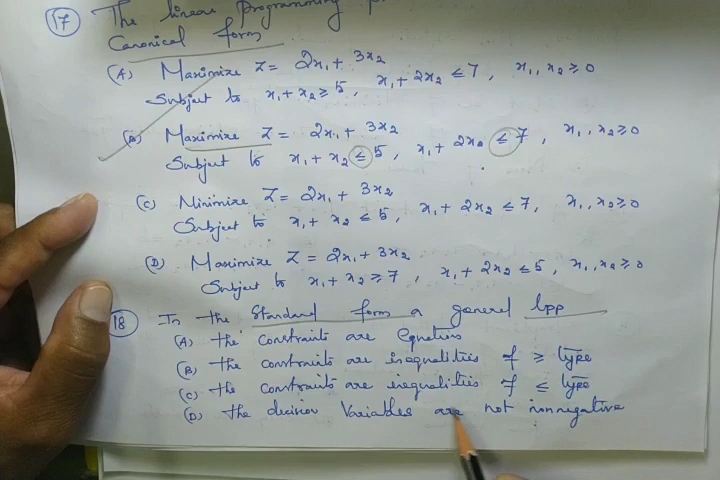 17 The linear Programming
Canonical form
(A) Maximize Z = 2x₁ + 3x₂
Subject to x₁ + x₂ ≥ 5, x₁ + 2x₂ ≤ 7, x₁, x₂ ≥ 0
(B) Maximize Z = 2x₁ + 3x₂
Subject to x₁ + x₂ ≤ 5, x₁ + 2x₂ ≤ 7, x₁, x₂ ≥ 0
(C) Minimize Z = 2x₁ + 3x₂
Subject to x₁ + x₂ ≤ 5, x₁ + 2x₂ ≤ 7, x₁, x₂ ≥ 0
(D) Maximize Z = 2x₁ + 3x₂
Subject to x₁ + x₂ ≥ 7, x₁ + 2x₂ ≤ 5, x₁, x₂ ≥ 0
18 In the Standard form a general lpp
(A) the constraits are equations
(B) the constraits are inequalities of ≥ type
(C) the constraits are inequalities of ≤ type
(D) the decision Variables are not nonnegative